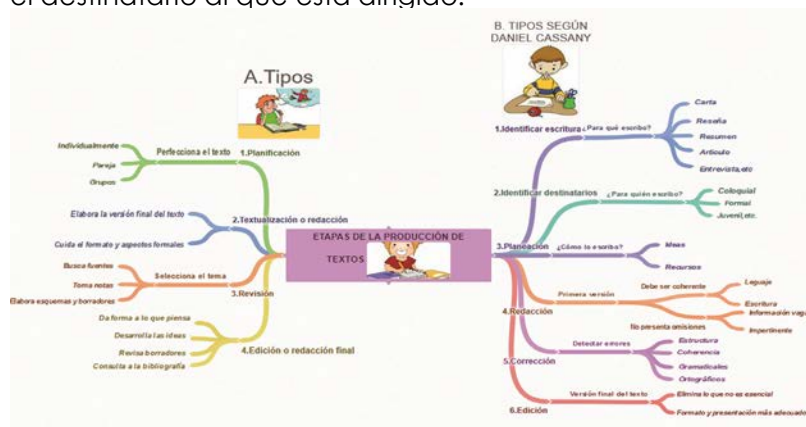 el destinatario al que está dirigido.
B. TIPOS SEGÚN
DANIEL CASSANY
A.Tipos
Individualmente
Pareja
Grupos
Perfecciona el texto
1.Planificación
Elabora la versión final del texto
Cuida el formato y aspectos formales
2.Textualización o redacción
Busca fuentes
Toma notas
Elabora esquemas y borradores
Selecciona el tema
3.Revisión
Da forma a lo que piensa
Desarrolla las ideas
Revisa borradores
Consulta a la bibliografía
4.Edición o redacción final
ETAPAS DE LA PRODUCCIÓN DE
TEXTOS
1.Identificar escritura
¿Para qué escribo?
Carta
Reseña
Resumen
Artículo
Entrevista,etc
2.Identificar destinatarios
¿Para quién escribo?
Coloquial
Formal
Juvenil,etc.
3.Planeación
¿Cómo lo escribo?
Ideas
Recursos
4.Redacción
Primera versión
Debe ser coherente
Leguaje
Escritura
No presenta omisiones
Información vaga
Impertinente
5.Corrección
Detectar errores
Estructura
Coherencia
Gramaticales
Ortográficos
6.Edición
Versión final del texto
Elimina lo que no es esencial
Formato y presentación más adecuado